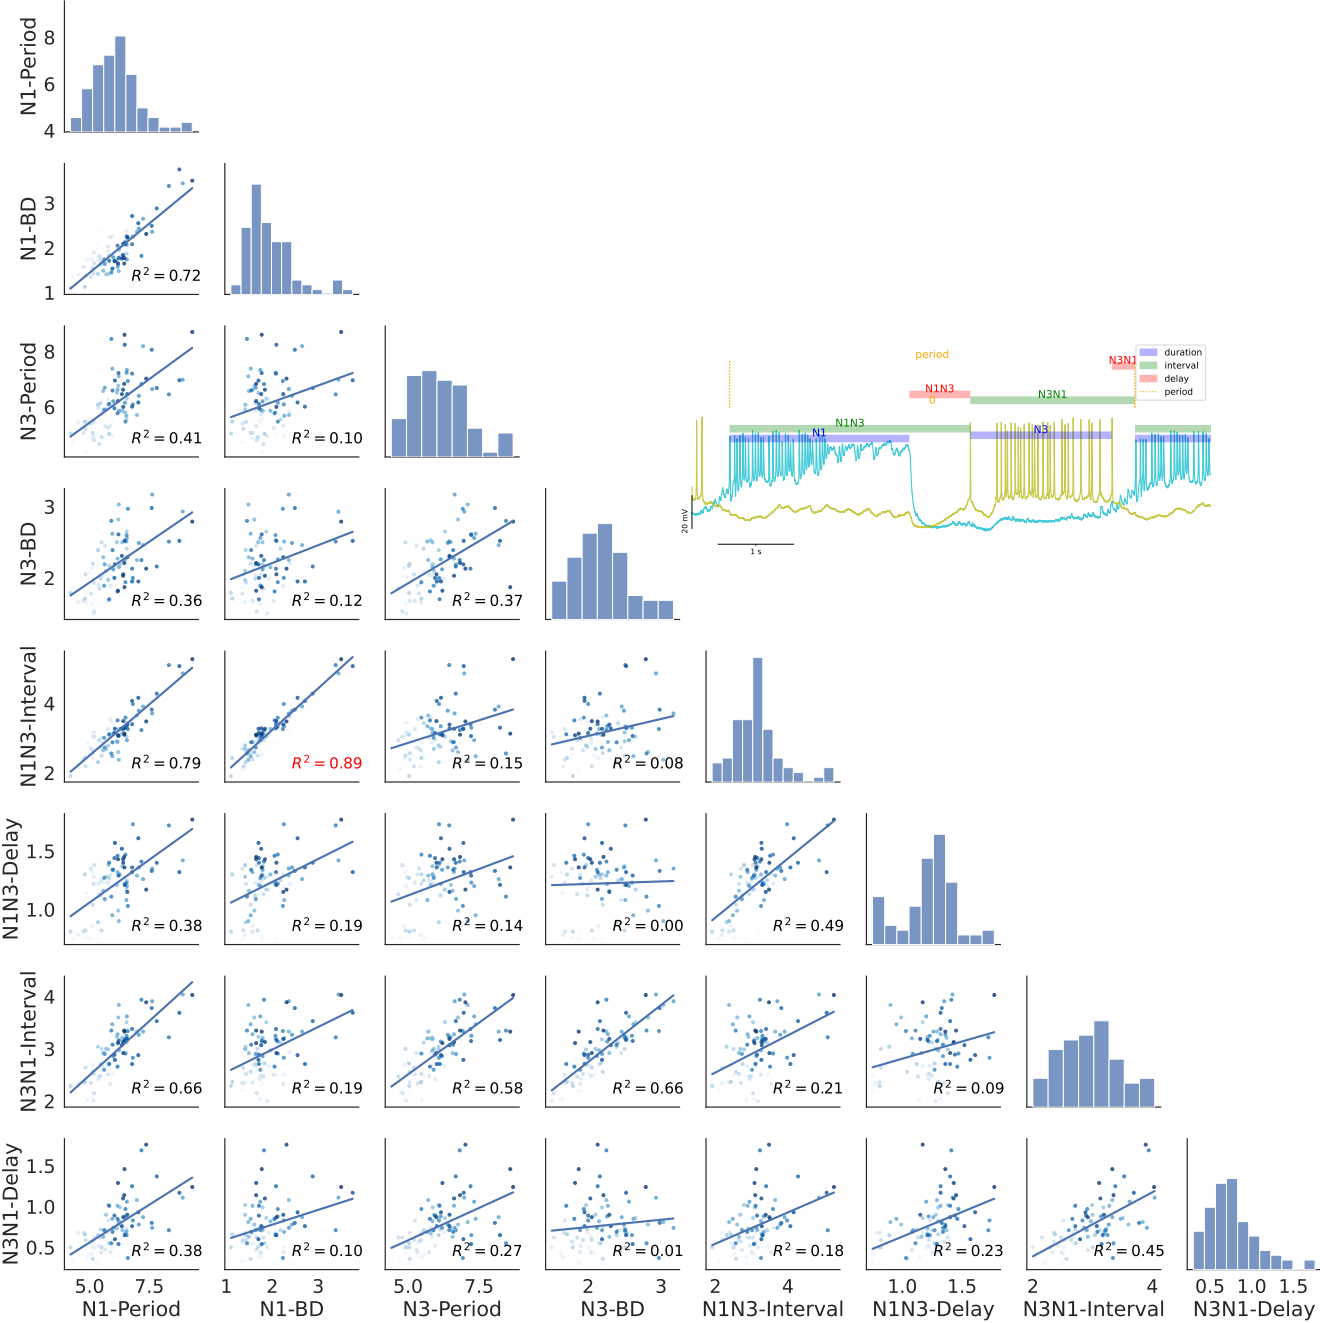 N1-Period
8
6
4
N1-BD
3
2
1
R² = 0.72
N3-Period
8
6
R² = 0.41
R² = 0.10
period
N3N1
duration
interval
delay
period
N1N3
0
N3N1
N1N3
N1
N3
20 mV
1 s
N3-BD
3
2
R² = 0.36
R² = 0.12
R² = 0.37
N1N3-Interval
4
2
R² = 0.79
R² = 0.89
R² = 0.15
R² = 0.08
N1N3-Delay
1.5
1.0
R² = 0.38
R² = 0.19
R² = 0.14
R² = 0.00
R² = 0.49
N3N1-Interval
4
3
2
R² = 0.66
R² = 0.19
R² = 0.58
R² = 0.66
R² = 0.21
R² = 0.09
N3N1-Delay
1.5
1.0
0.5
R² = 0.38
R² = 0.10
R² = 0.27
R² = 0.01
R² = 0.18
R² = 0.23
R² = 0.45
5.0 7.5 1 2 3 5.0 7.5 2 3 2 4 1.0 1.5 2 4 0.5 1.0 1.5
N1-Period N1-BD N3-Period N3-BD N1N3-Interval N1N3-Delay N3N1-Interval N3N1-Delay